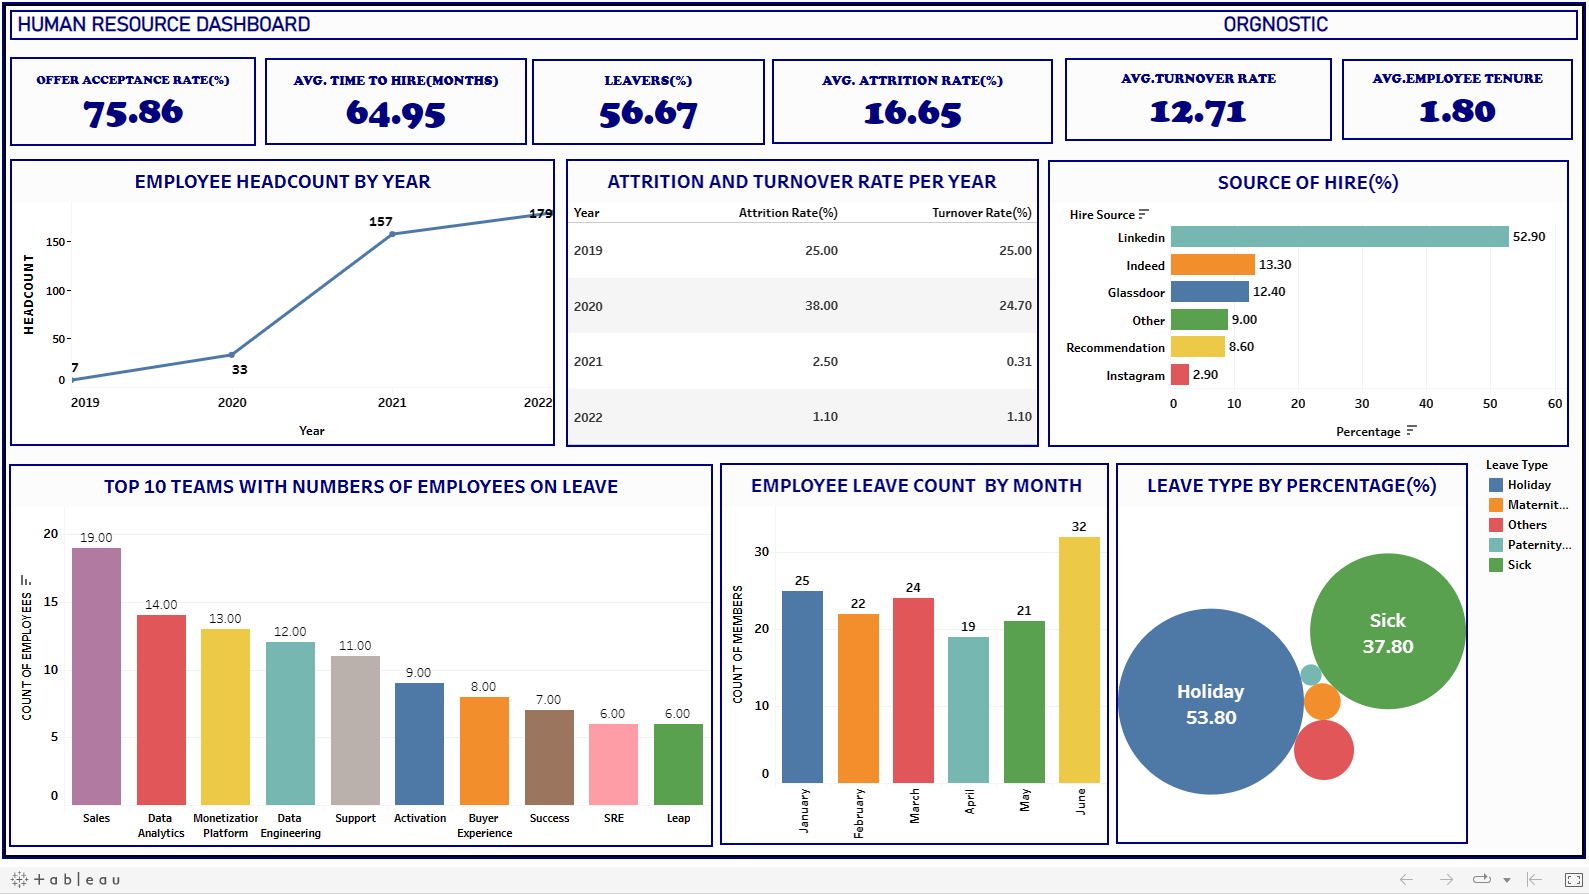 HUMAN RESOURCE DASHBOARD
ORGNOSTIC
OFFER ACCEPTANCE RATE(%)
75.86
AVG. TIME TO HIRE(MONTHS)
64.95
LEAVERS(%)
56.67
AVG. ATTRITION RATE(%)
16.65
AVG.TURNOVER RATE
12.71
AVG.EMPLOYEE TENURE
1.80
EMPLOYEE HEADCOUNT BY YEAR
HEADCOUNT
150
100
50
0
7
33
157
179
2019
2020
2021
2022
Year
ATTRITION AND TURNOVER RATE PER YEAR
Year Attrition Rate(%) Turnover Rate(%)
2019 25.00 25.00
2020 38.00 24.70
2021 2.50 0.31
2022 1.10 1.10
SOURCE OF HIRE(%)
Hire Source
Linkedin 52.90
Indeed 13.30
Glassdoor 12.40
Other 9.00
Recommendation 8.60
Instagram 2.90
0 10 20 30 40 50 60
Percentage
TOP 10 TEAMS WITH NUMBERS OF EMPLOYEES ON LEAVE
COUNT OF EMPLOYEES
20
15
10
5
0
19.00
14.00
13.00
12.00
11.00
9.00
8.00
7.00
6.00
6.00
Sales
Data
Analytics
Monetization
Platform
Data
Engineering
Support
Activation
Buyer
Experience
Success
SRE
Leap
EMPLOYEE LEAVE COUNT BY MONTH
COUNT OF MEMBERS
30
20
10
0
25
22
24
19
21
32
January
February
March
April
May
June
LEAVE TYPE BY PERCENTAGE(%)
Holiday
53.80
Sick
37.80
Leave Type
Holiday
Maternit...
Others
Paternity...
Sick
+ a b l e a u